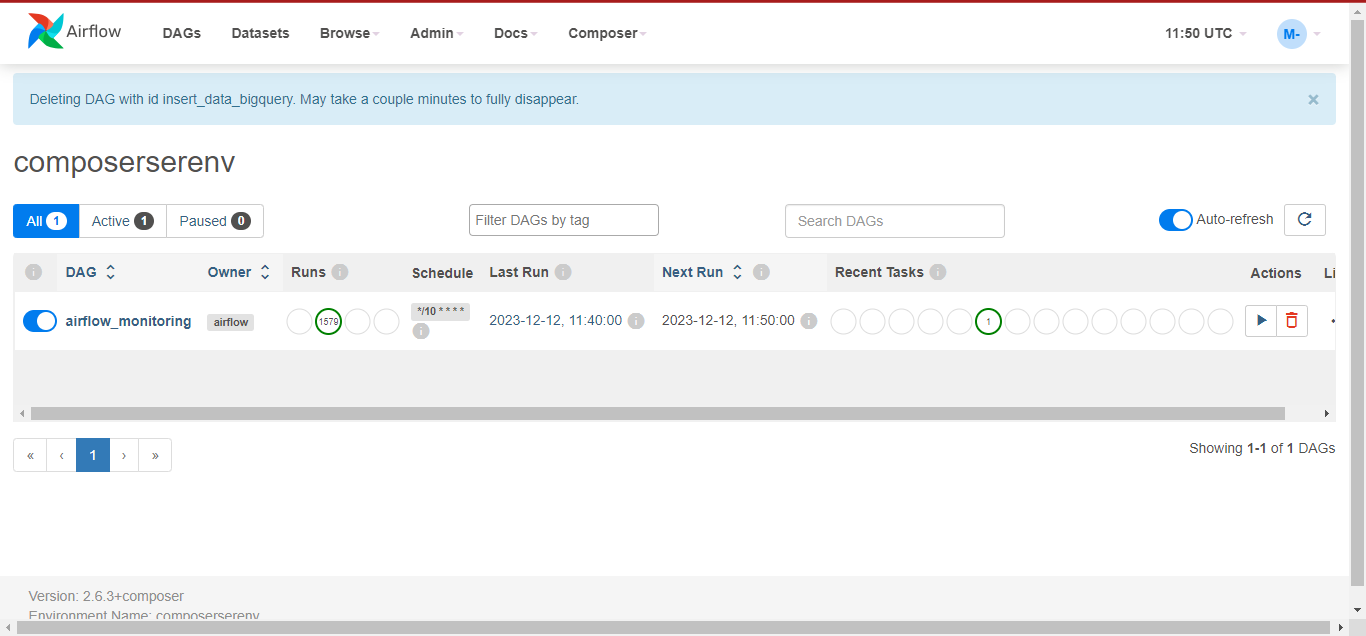 Airflow DAGs Datasets Browse Admin Docs Composer 11:50 UTC M-
Deleting DAG with id insert_data_bigquery. May take a couple minutes to fully disappear. ×
composerserenv
All 1 Active 1 Paused 0 Filter DAGs by tag Search DAGs Auto-refresh
i DAG Owner Runs i Schedule Last Run i Next Run i Recent Tasks i Actions Li
airflow_monitoring airflow 1579 */10 * * * * i 2023-12-12, 11:40:00 i 2023-12-12, 11:50:00 i 1
« ‹ 1 › » Showing 1-1 of 1 DAGs
Version: 2.6.3+composer
Environment Name: composerserenv